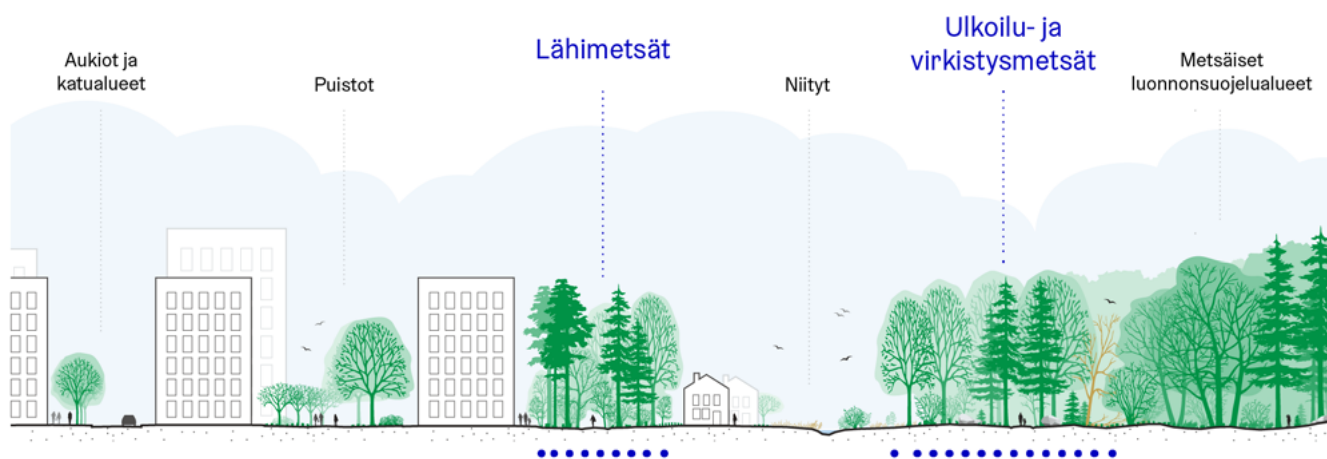 Aukiot ja
katualueet
Puistot
Lähimetsät
Niityt
Ulkoilu- ja
virkistysmetsät
Metsäiset
luonnonsuojelualueet